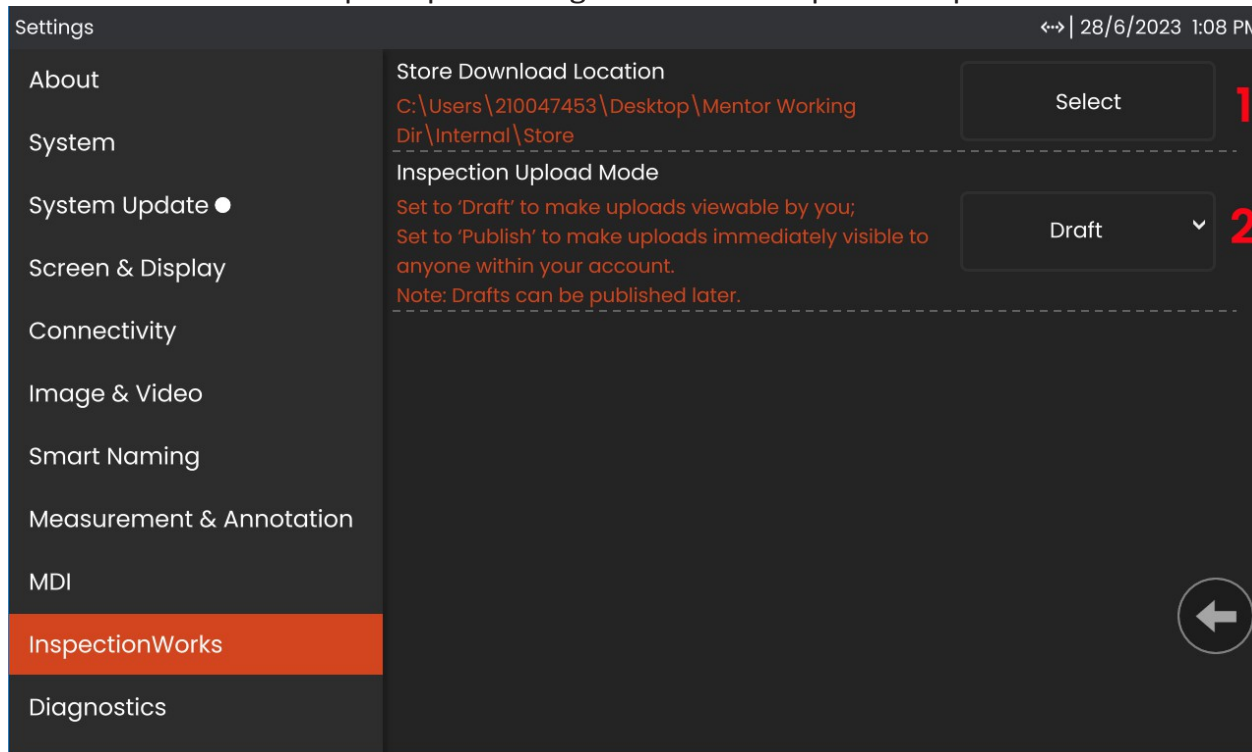 Settings
28/6/2023 1:08 PM
About
System
System Update
Screen & Display
Connectivity
Image & Video
Smart Naming
Measurement & Annotation
MDI
InspectionWorks
Diagnostics
Store Download Location
C:\Users\210047453\Desktop\Mentor Working
Dir\Internal\Store
Select
1
Inspection Upload Mode
Set to ‘Draft’ to make uploads viewable by you;
Set to ‘Publish’ to make uploads immediately visible to
anyone within your account.
Note: Drafts can be published later.
Draft
2